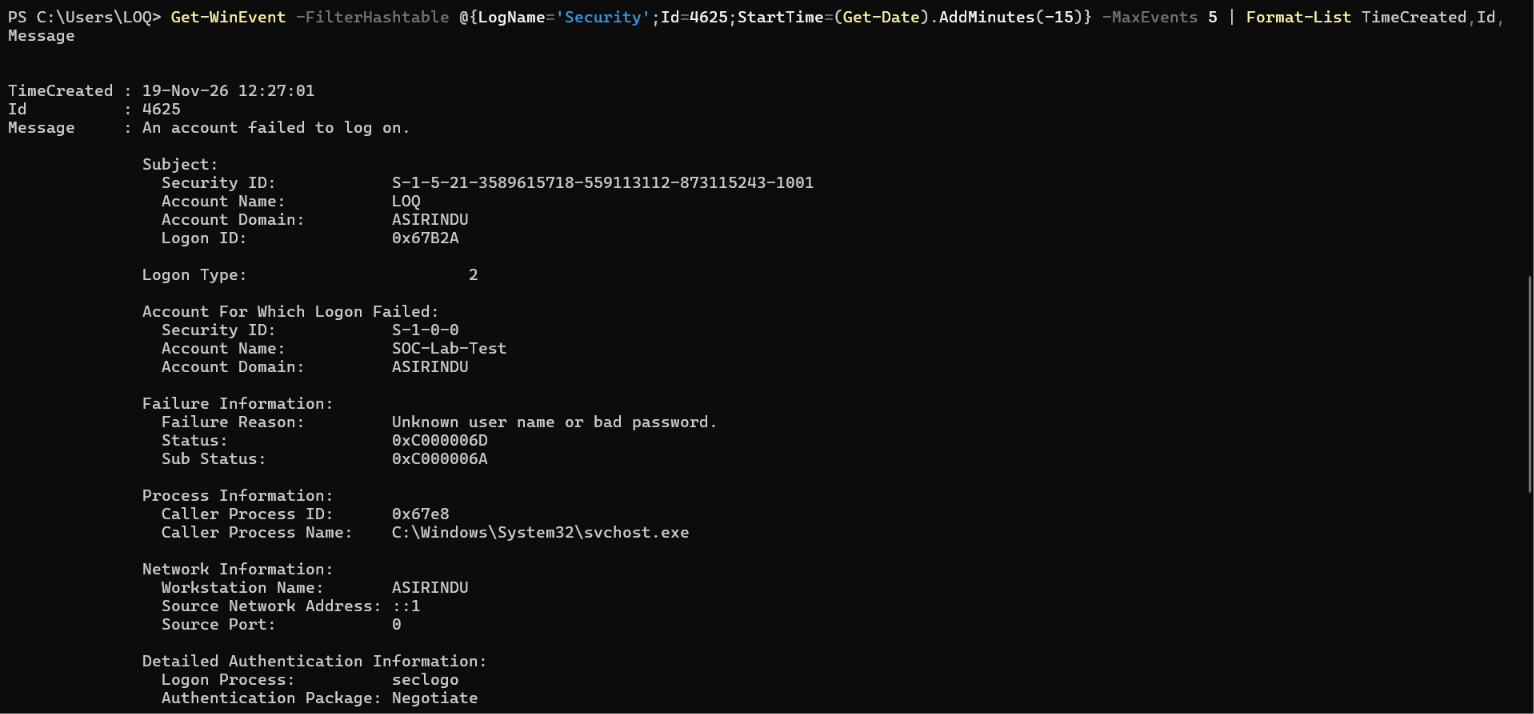 PS C:\Users\LOQ> Get-WinEvent -FilterHashtable @{LogName='Security';Id=4625;StartTime=(Get-Date).AddMinutes(-15)} -MaxEvents 5 | Format-List TimeCreated,Id,
Message
TimeCreated : 19-Nov-26 12:27:01
Id          : 4625
Message     : An account failed to log on.
Subject:
Security ID: S-1-5-21-3589615718-559113112-873115243-1001
Account Name: LOQ
Account Domain: ASIRINDU
Logon ID: 0x67B2A
Logon Type: 2
Account For Which Logon Failed:
Security ID: S-1-0-0
Account Name: SOC-Lab-Test
Account Domain: ASIRINDU
Failure Information:
Failure Reason: Unknown user name or bad password.
Status: 0xC000006D
Sub Status: 0xC000006A
Process Information:
Caller Process ID: 0x67e8
Caller Process Name: C:\Windows\System32\svchost.exe
Network Information:
Workstation Name: ASIRINDU
Source Network Address: ::1
Source Port: 0
Detailed Authentication Information:
Logon Process: seclogo
Authentication Package: Negotiate